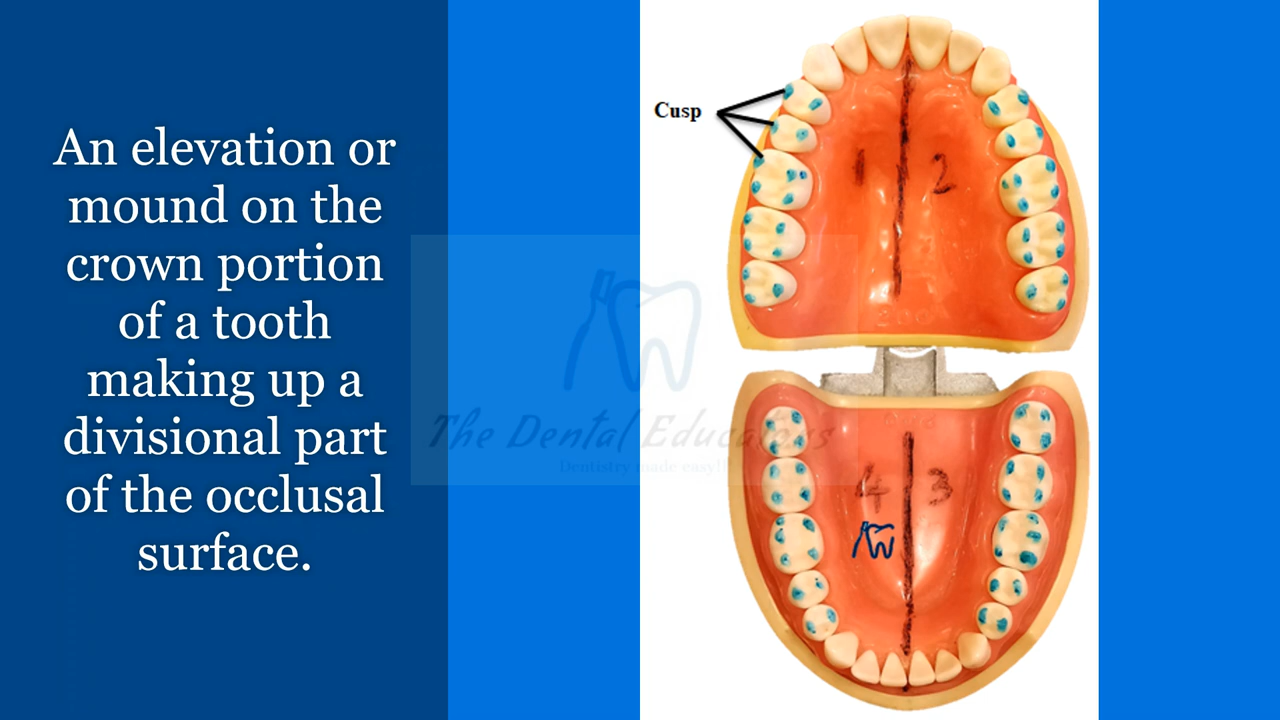 An elevation or
mound on the
crown portion
of a tooth
making up a
divisional part
of the occlusal
surface.
Cusp
1 2
The Dental Educators
Dentistry made easy!!
4 3